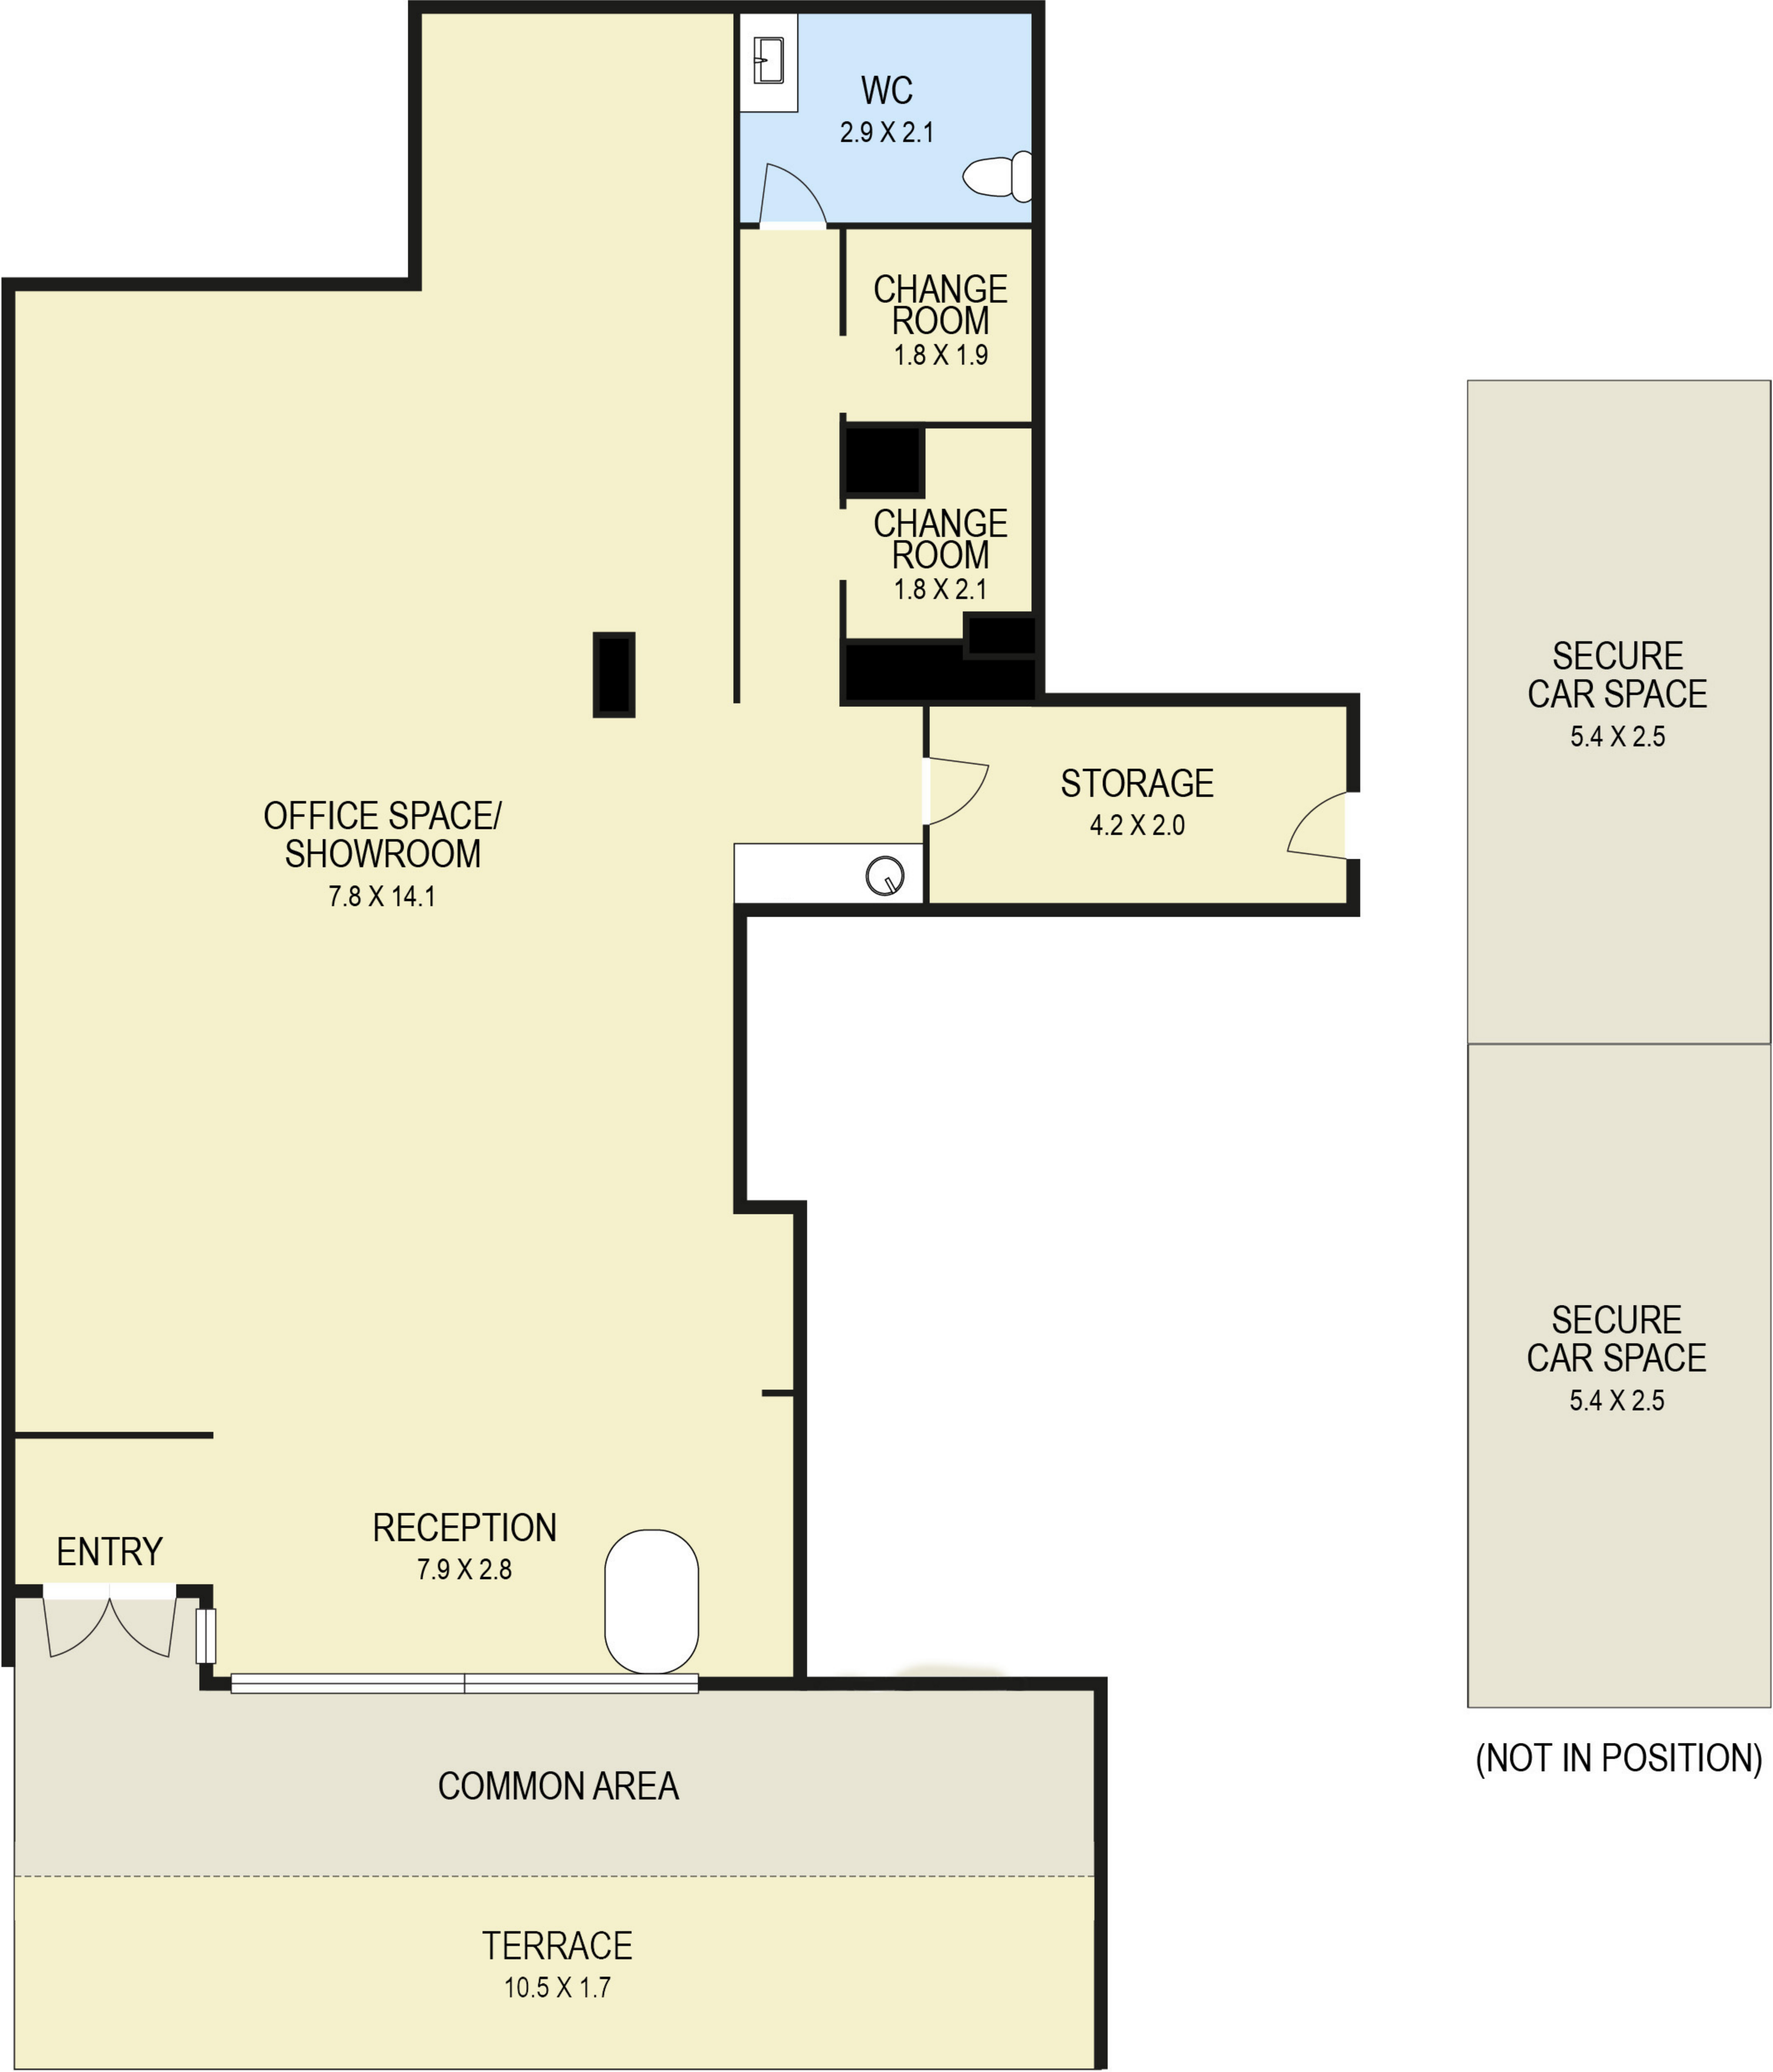 WC
2.9 X 2.1
CHANGE
ROOM
1.8 X 1.9
CHANGE
ROOM
1.8 X 2.1
STORAGE
4.2 X 2.0
OFFICE SPACE/
SHOWROOM
7.8 X 14.1
SECURE
CAR SPACE
5.4 X 2.5
SECURE
CAR SPACE
5.4 X 2.5
(NOT IN POSITION)
ENTRY
RECEPTION
7.9 X 2.8
COMMON AREA
TERRACE
10.5 X 1.7